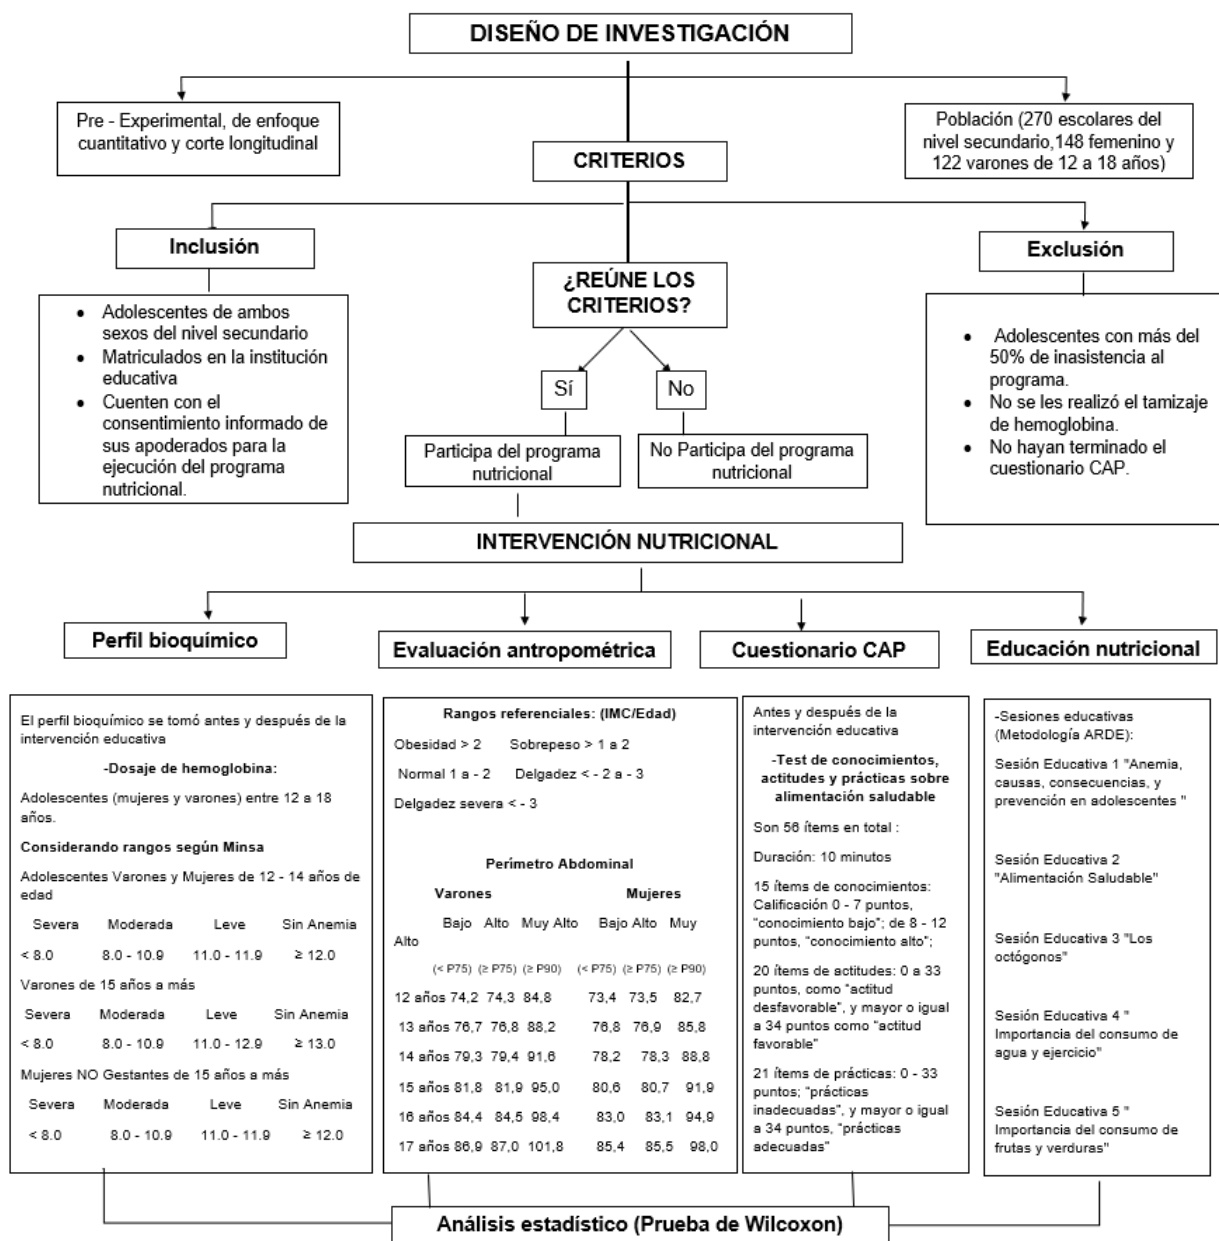 DISEÑO DE INVESTIGACIÓN
Pre - Experimental, de enfoque
cuantitativo y corte longitudinal
Población (270 escolares del
nivel secundario,148 femenino y
122 varones de 12 a 18 años)
CRITERIOS
Inclusión
Exclusión
¿REÚNE LOS
CRITERIOS?
• Adolescentes de ambos
sexos del nivel secundario
• Matriculados en la institución
educativa
• Cuenten con el
consentimiento informado de
sus apoderados para la
ejecución del programa
nutricional.
• Adolescentes con más del
50% de inasistencia al
programa.
• No se les realizó el tamizaje
de hemoglobina.
• No hayan terminado el
cuestionario CAP.
Sí
No
Participa del programa
nutricional
No Participa del programa
nutricional
INTERVENCIÓN NUTRICIONAL
Perfil bioquímico
Evaluación antropométrica
Cuestionario CAP
Educación nutricional
El perfil bioquímico se tomó antes y después de la
intervención educativa
-Dosaje de hemoglobina:
Adolescentes (mujeres y varones) entre 12 a 18
años.
Considerando rangos según Minsa
Adolescentes Varones y Mujeres de 12 - 14 años de
edad
Severa Moderada Leve Sin Anemia
< 8.0 8.0 - 10.9 11.0 - 11.9 ≥ 12.0
Varones de 15 años a más
Severa Moderada Leve Sin Anemia
< 8.0 8.0 - 10.9 11.0 - 12.9 ≥ 13.0
Mujeres NO Gestantes de 15 años a más
Severa Moderada Leve Sin Anemia
< 8.0 8.0 - 10.9 11.0 - 11.9 ≥ 12.0
Rangos referenciales: (IMC/Edad)
Obesidad > 2 Sobrepeso > 1 a 2
Normal 1 a - 2 Delgadez < - 2 a - 3
Delgadez severa < - 3
Perímetro Abdominal
Varones Mujeres
Bajo Alto Muy Alto Bajo Alto Muy
Alto
(< P75) (≥ P75) (≥ P90) (< P75) (≥ P75) (≥ P90)
12 años 74,2 74,3 84,8 73,4 73,5 82,7
13 años 76,7 76,8 88,2 76,8 76,9 85,8
14 años 79,3 79,4 91,6 78,2 78,3 88,8
15 años 81,8 81,9 95,0 80,6 80,7 91,9
16 años 84,4 84,5 98,4 83,0 83,1 94,9
17 años 86,9 87,0 101,8 85,4 85,5 98,0
Antes y después de la
intervención educativa
-Test de conocimientos,
actitudes y prácticas sobre
alimentación saludable
Son 56 ítems en total :
Duración: 10 minutos
15 ítems de conocimientos:
Calificación 0 - 7 puntos,
“conocimiento bajo”; de 8 - 12
puntos, “conocimiento alto”;
20 ítems de actitudes: 0 a 33
puntos, como “actitud
desfavorable”, y mayor o igual
a 34 puntos como “actitud
favorable”
21 ítems de prácticas: 0 - 33
puntos; “prácticas
inadecuadas”, y mayor o igual
a 34 puntos, “prácticas
adecuadas”
-Sesiones educativas
(Metodología ARDE):
Sesión Educativa 1 "Anemia,
causas, consecuencias, y
prevención en adolescentes "
Sesión Educativa 2
"Alimentación Saludable"
Sesión Educativa 3 "Los
octógonos"
Sesión Educativa 4 "
Importancia del consumo de
agua y ejercicio"
Sesión Educativa 5 "
Importancia del consumo de
frutas y verduras"
Análisis estadístico (Prueba de Wilcoxon)